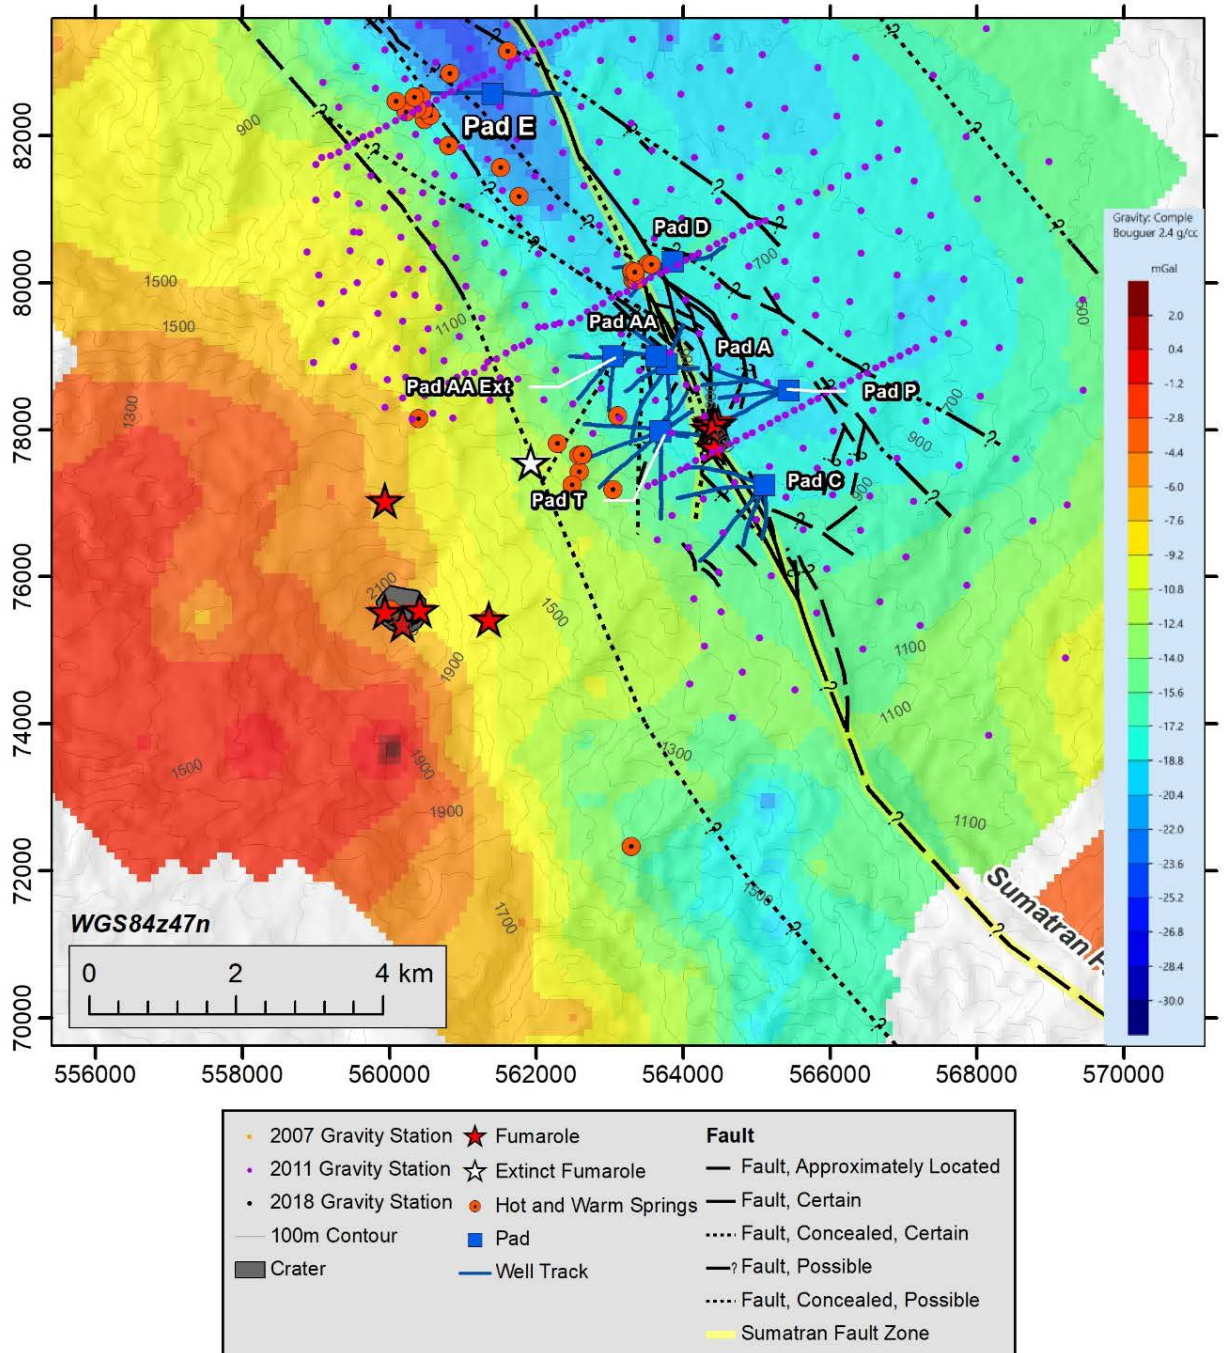 82000
80000
78000
76000
74000
72000
70000
900
Pad E
1500
1500
1100
1300
Pad D
700
Pad AA
Pad A
Pad AA Ext
Pad P
700
900
900
Pad T
Pad C
500
2100
1900
1500
1100
1100
1300
1100
1500
1900
1900
1700
1500
Sumatran F
Gravity: Comple
Bouguer 2.4 g/cc
mGal
2.0
0.4
-1.2
-2.8
-4.4
-6.0
-7.6
-9.2
-10.8
-12.4
-14.0
-15.6
-17.2
-18.8
-20.4
-22.0
-23.6
-25.2
-26.8
-28.4
-30.0
WGS84z47n
0 2 4 km
556000 558000 560000 562000 564000 566000 568000 570000
2007 Gravity Station
2011 Gravity Station
2018 Gravity Station
100m Contour
Crater
Fumarole
Extinct Fumarole
Hot and Warm Springs
Pad
Well Track
Fault
Fault, Approximately Located
Fault, Certain
Fault, Concealed, Certain
? Fault, Possible
Fault, Concealed, Possible
Sumatran Fault Zone